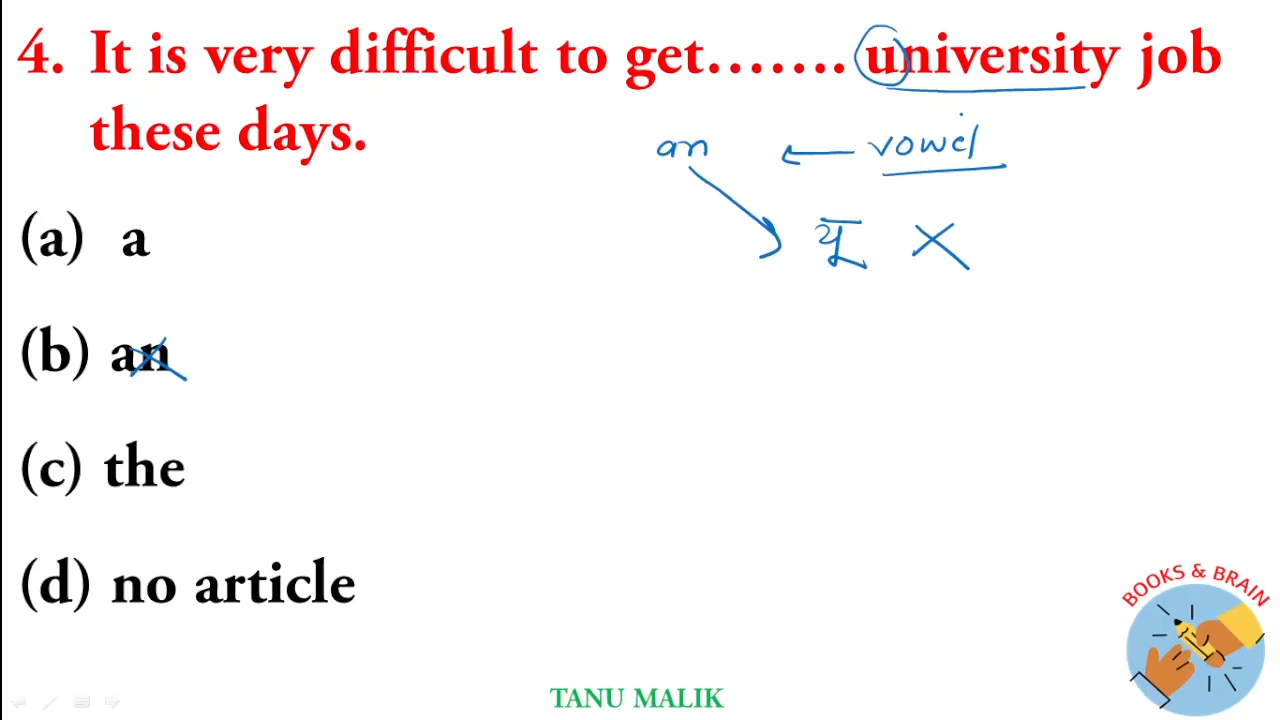 4. It is very difficult to get....... university job
these days.
an ← vowel
यू ×
(a) a
(b) an
(c) the
(d) no article
BOOKS & BRAIN
TANU MALIK